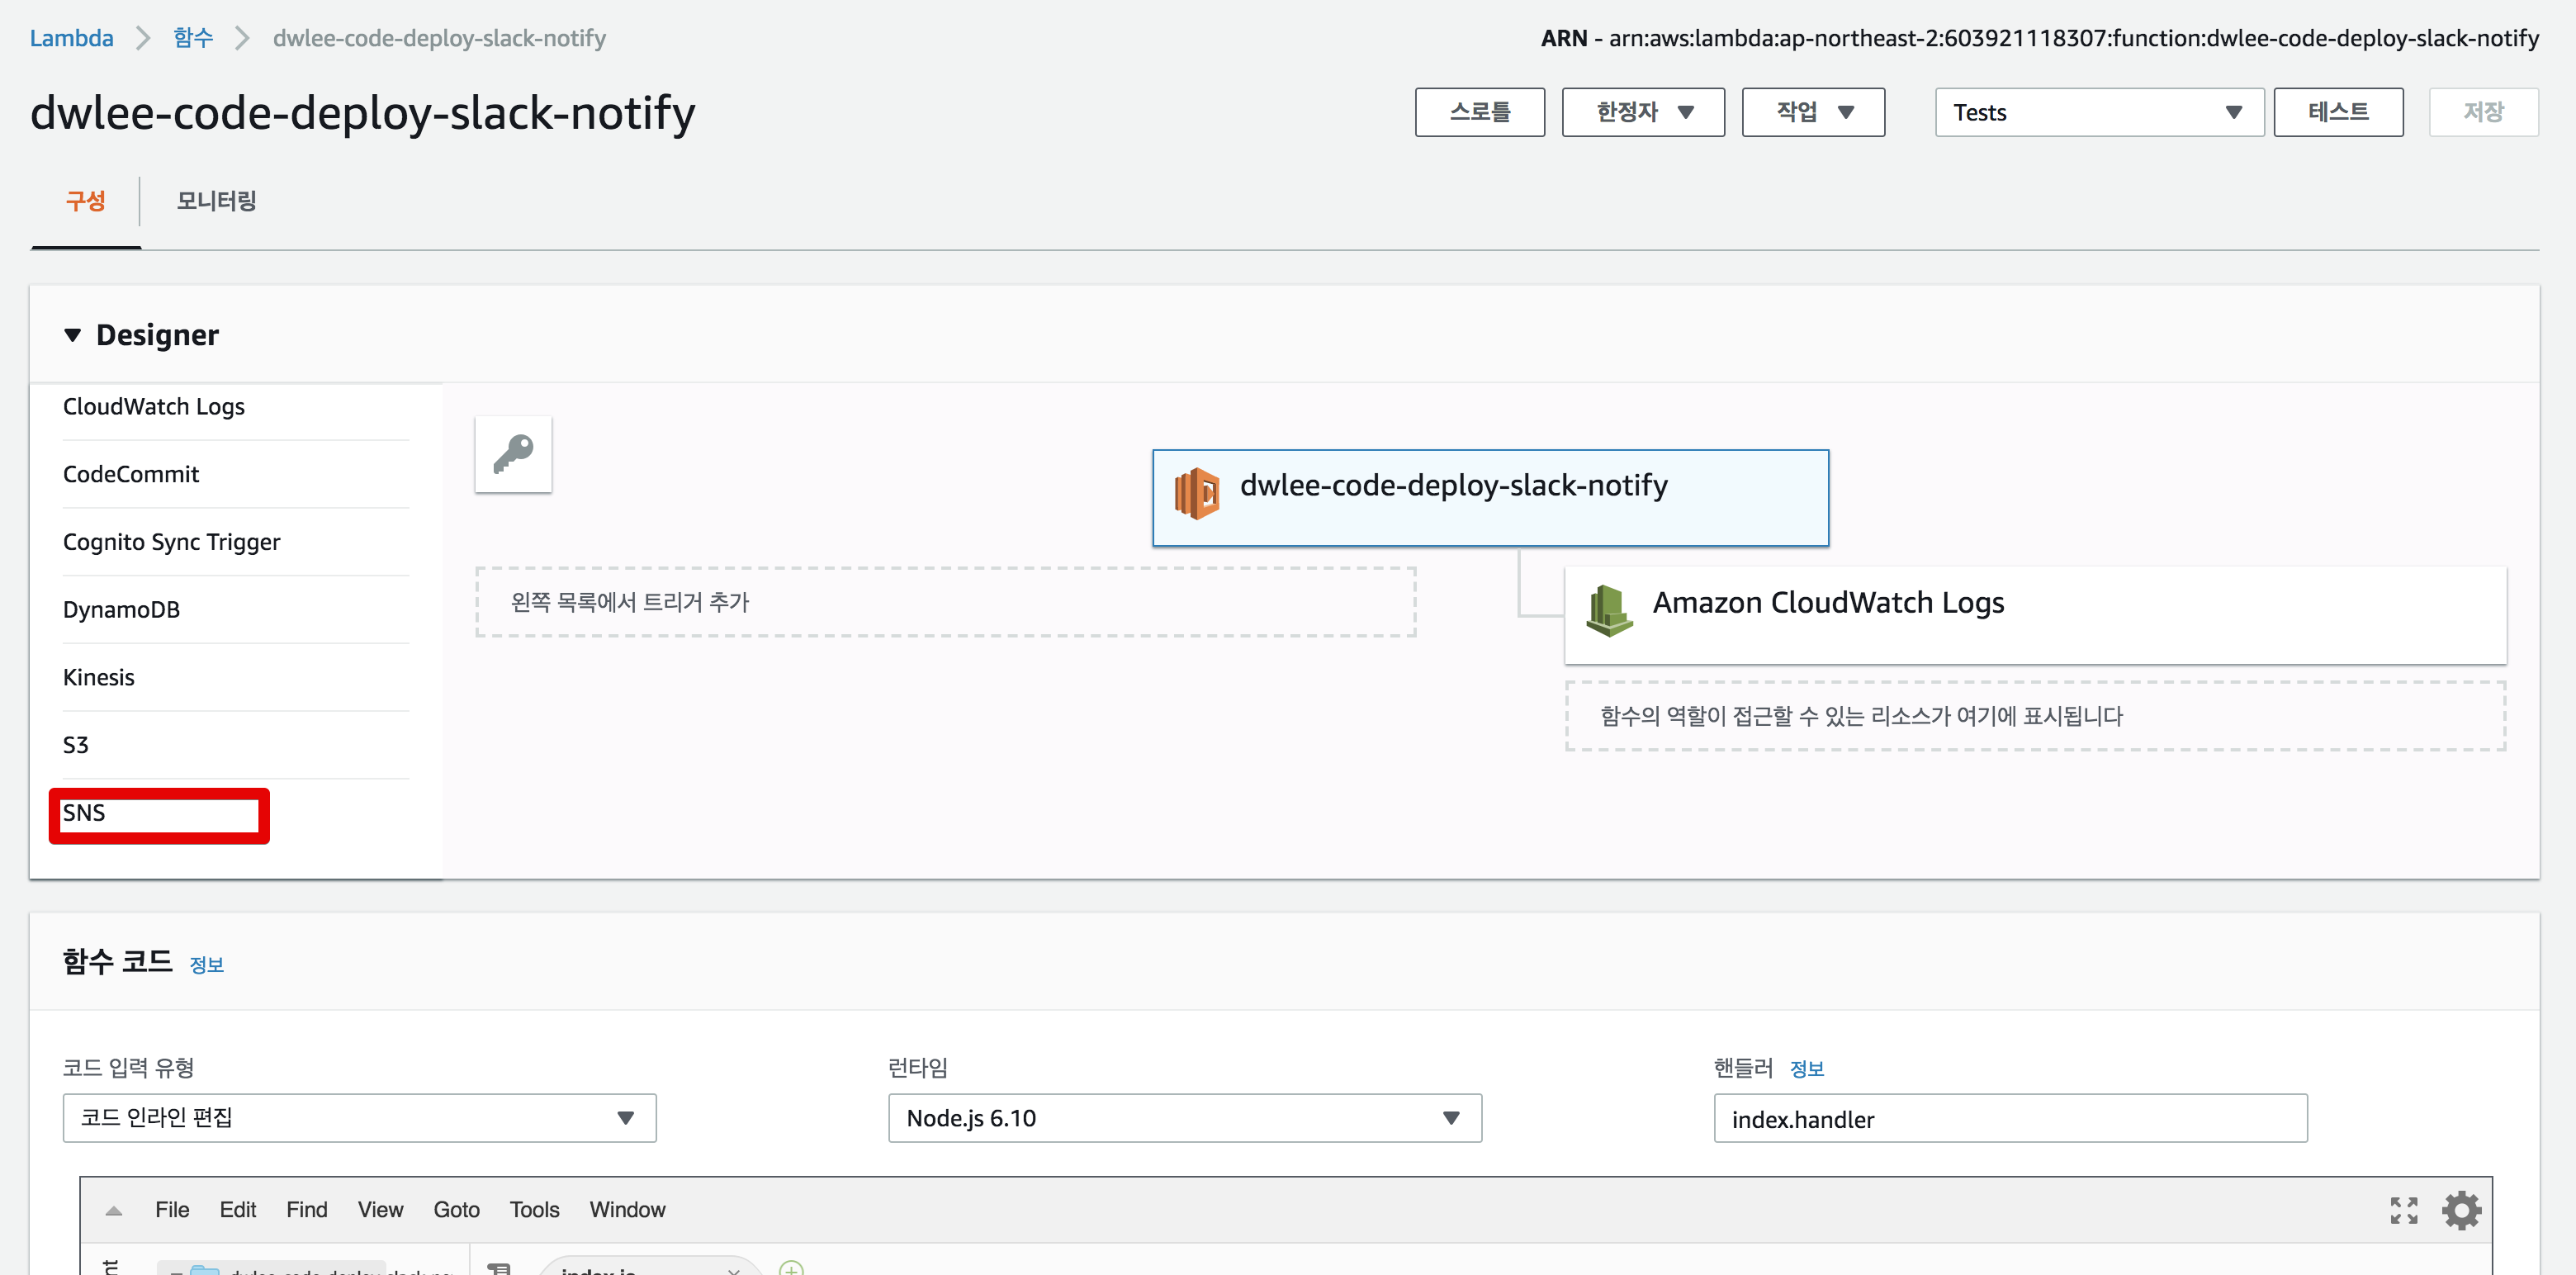 Lambda 함수 dwlee-code-deploy-slack-notify
ARN - arn:aws:lambda:ap-northeast-2:603921118307:function:dwlee-code-deploy-slack-notify
dwlee-code-deploy-slack-notify
스로틀 한정자 작업 Tests 테스트 저장
구성 모니터링
Designer
CloudWatch Logs
CodeCommit
Cognito Sync Trigger
DynamoDB
Kinesis
S3
SNS
dwlee-code-deploy-slack-notify
왼쪽 목록에서 트리거 추가
Amazon CloudWatch Logs
함수의 역할이 접근할 수 있는 리소스가 여기에 표시됩니다
함수 코드 정보
코드 입력 유형
코드 인라인 편집
런타임
Node.js 6.10
핸들러 정보
index.handler
File Edit Find View Goto Tools Window
index.js